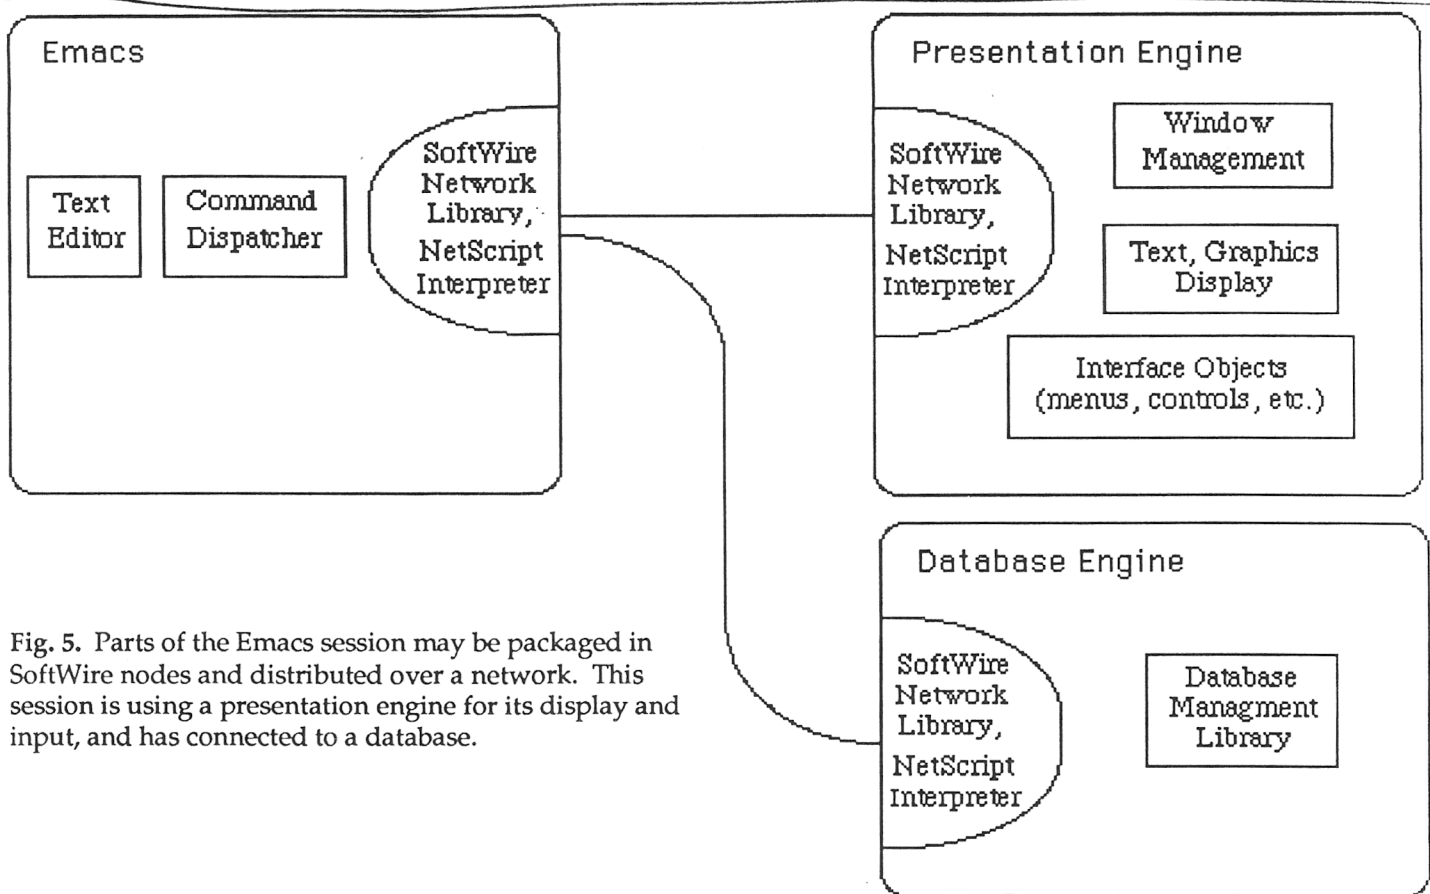 Emacs
Text
Editor
Command
Dispatcher
SoftWire
Network
Library,
NetScript
Interpreter
Presentation Engine
SoftWire
Network
Library,
NetScript
Interpreter
Window
Management
Text, Graphics
Display
Interface Objects
(menus, controls, etc.)
Database Engine
SoftWire
Network
Library,
NetScript
Interpreter
Database
Managment
Library
Fig. 5. Parts of the Emacs session may be packaged in
SoftWire nodes and distributed over a network. This
session is using a presentation engine for its display and
input, and has connected to a database.